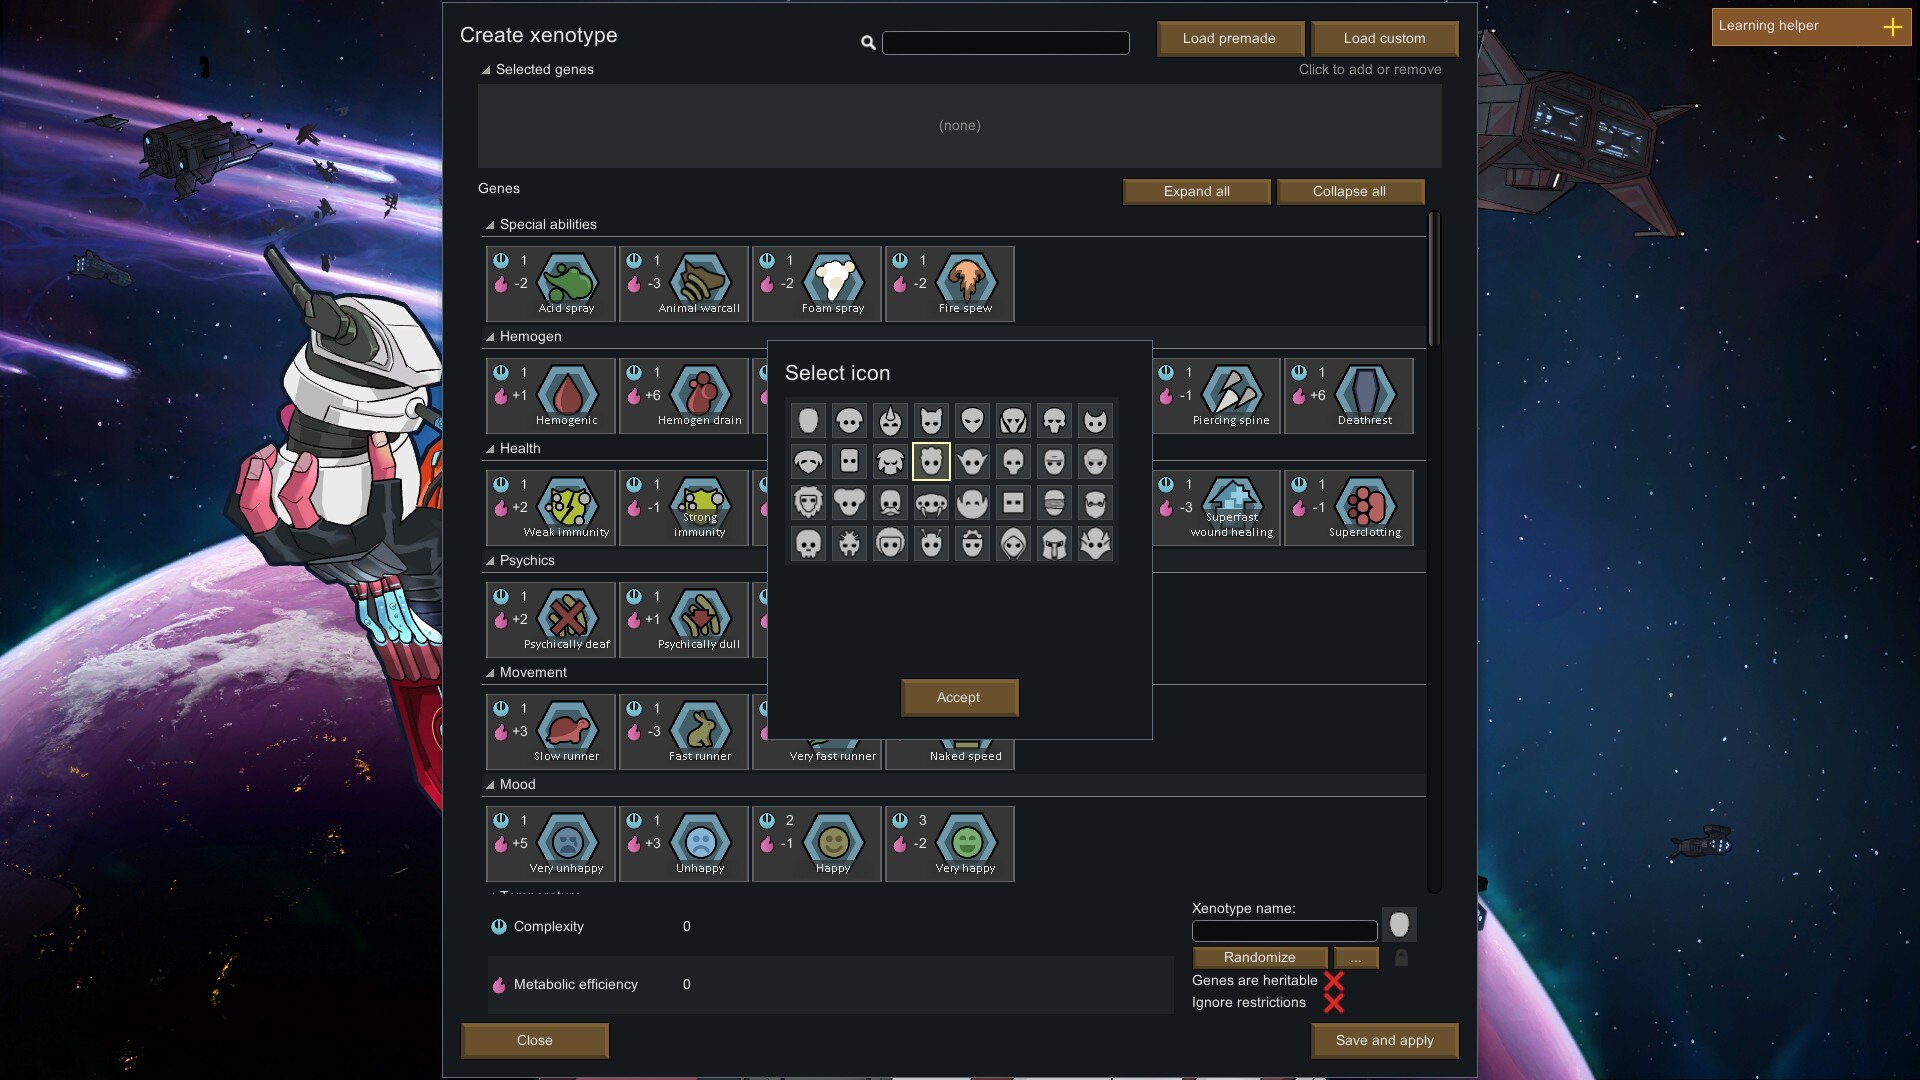 Learning helper
Create xenotype
Load premade
Load custom
Selected genes
Click to add or remove
(none)
Genes
Expand all
Collapse all
Special abilities
1
-2
Acid spray
1
-3
Animal warcall
1
-2
Foam spray
1
-2
Fire spew
Hemogen
1
+1
Hemogenic
1
+6
Hemogen drain
1
-1
Piercing spine
1
+6
Deathrest
Select icon
Health
1
+2
Weak immunity
1
-1
Strong
immunity
1
-3
Superfast
wound healing
1
-1
Superclotting
Psychics
1
+2
Psychically deaf
1
+1
Psychically dull
Movement
1
+3
Slow runner
1
-3
Fast runner
Very fast runner
Naked speed
Accept
Mood
1
+5
Very unhappy
1
+3
Unhappy
2
-1
Happy
3
-2
Very happy
Complexity
0
Metabolic efficiency
0
Xenotype name:
Randomize
...
Genes are heritable
Ignore restrictions
Close
Save and apply